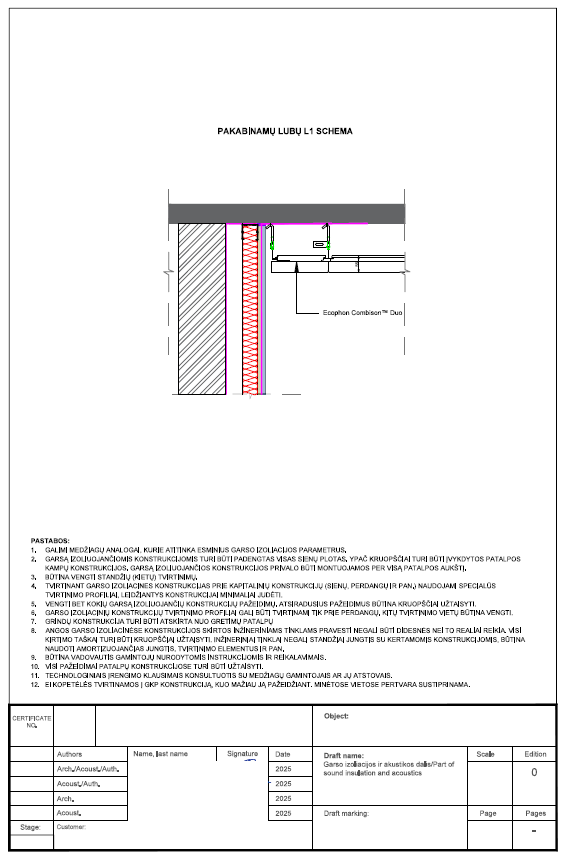 PAKABINAMŲ LUBŲ L1 SCHEMA
Ecophon Combison™ Duo
PASTABOS:
1. GALIMI MEDŽIAGŲ ANALOGAI, KURIE ATITINKA ESMINIUS GARSO IZOLIACIJOS PARAMETRUS.
2. GARSĄ IZOLIUOJANČIOMIS KONSTRUKCIJOMIS TURI BŪTI PADENGTAS VISAS SIENŲ PLOTAS, YPAČ KRUOPŠČIAI TURI BŪTI ĮVYKDYTOS PATALPOS
KAMPŲ KONSTRUKCIJOS. GARSĄ IZOLIUOJANČIOS KONSTRUKCIJOS PRIVALO BŪTI MONTUOJAMOS PER VISĄ PATALPOS AUKŠTĮ.
3. BŪTINA VENGTI STANDŽIŲ (KIETŲ) TVIRTINIMŲ.
4. TVIRTINANT GARSO IZOLIACINES KONSTRUKCIJAS PRIE KAPITALINIŲ KONSTRUKCIJŲ (SIENŲ, PERDANGŲ IR PAN.) NAUDOJAMI SPECIALŪS
TVIRTINIMO PROFILIAI, LEIDŽIANTYS KONSTRUKCIJAI MINIMALIAI JUDĖTI.
5. VENGTI BET KOKIŲ GARSĄ IZOLIUOJANČIŲ KONSTRUKCIJŲ PAŽEIDIMŲ, ATSIRADUSIUS PAŽEIDIMUS BŪTINA KRUOPŠČIAI UŽTAISYTI.
6. GARSO IZOLIACINIŲ KONSTRUKCIJŲ TVIRTINIMO PROFILIAI GALI BŪTI TVIRTINAMI TIK PRIE PERDANGŲ, KITŲ TVIRTINIMO VIETŲ BŪTINA VENGTI.
7. GRINDŲ KONSTRUKCIJA TURI BŪTI ATSKIRTA NUO GRETIMŲ PATALPŲ
8. ANGOS GARSO IZOLIACINĖSE KONSTRUKCIJOS SKIRTOS INŽINERINIAMS TINKLAMS PRAVESTI NEGALI BŪTI DIDESNĖS NEI TO REALIAI REIKIA. VISI
KIRTIMO TAŠKAI TURI BŪTI KRUOPŠČIAI UŽTAISYTI. INŽINERINIAI TINKLAI NEGALI STANDŽIAI JUNGTIS SU KERTAMOMIS KONSTRUKCIJOMIS, BŪTINA
NAUDOTI AMORTIZUOJANČIAS JUNGTIS, TVIRTINIMO ELEMENTUS IR PAN.
9. BŪTINA VADOVAUTIS GAMINTOJŲ NURODYTOMIS INSTRUKCIJOMIS IR REIKALAVIMAIS.
10. VISI PAŽEIDIMAI PATALPŲ KONSTRUKCIJOSE TURI BŪTI UŽTAISYTI.
11. TECHNOLOGINIAIS ĮRENGIMO KLAUSIMAIS KONSULTUOTIS SU MEDŽIAGŲ GAMINTOJAIS AR JŲ ATSTOVAIS.
12. EI KOPETĖLĖS TVIRTINAMOS Į GKP KONSTRUKCIJĄ, KUO MAŽIAU JĄ PAŽEIDŽIANT. MINĖTOSE VIETOSE PERTVARA SUSTIPRINAMA.
CERTIFICATE
NO.
Object:
Authors Name, last name Signature Date
Draft name:
Garso izoliacijos ir akustikos dalis/Part of
sound insulation and acoustics
Scale Edition
0
Arch./Acoust./Auth. 2025
Acoust./Auth. 2025
Arch. 2025
Acoust. 2025
Draft marking: Page Pages
Stage: Customer:
-